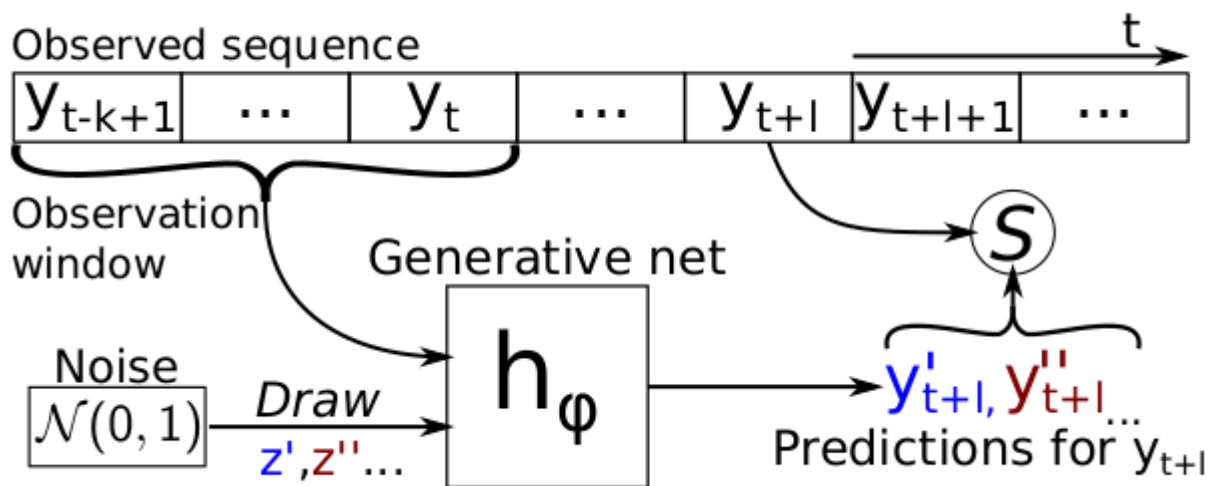 Observed sequence
t
y_{t-k+1} ... y_t ... y_{t+l} y_{t+l+1} ...
Observation
window
Generative net
S
Noise
N(0, 1)
Draw
z',z''...
h_φ
y'_{t+l}, y''_{t+l}...
Predictions for y_{t+l}